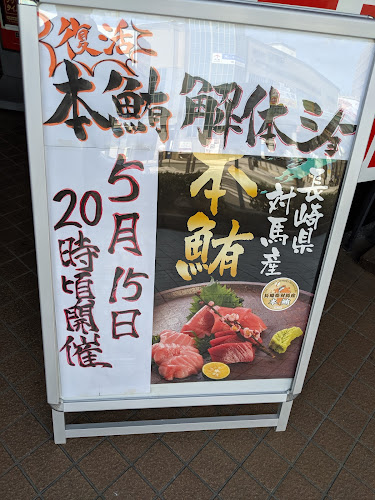 復活!
本鮪解体ショ
5月15日
20時頃開催
長崎県
対馬産
本鮪